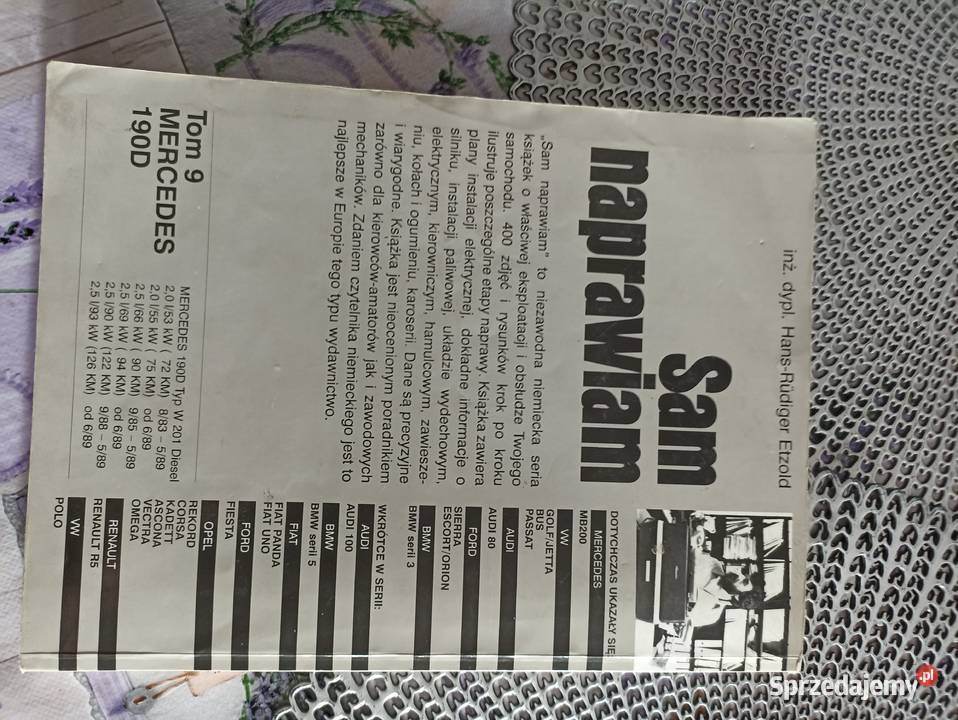 inż. dypl. Hans-Rüdiger Etzold
Sam
naprawiam
„Sam naprawiam" to niezawodna niemiecka seria
książek o właściwej eksploatacji i obsłudze Twojego
samochodu. 400 zdjęć i rysunków krok po kroku
ilustruje poszczególne etapy naprawy. Książka zawiera
plany instalacji elektrycznej, dokładne informacje o
silniku, instalacji paliwowej, układzie wydechowym,
elektrycznym, kierowniczym, hamulcowym, zawiesze-
niu, kołach i ogumieniu, karoserii. Dane są precyzyjne
i wiarygodne. Książka jest nieocenionym poradnikiem
zarówno dla kierowców-amatorów jak i zawodowych
mechaników. Zdaniem czytelnika niemieckiego jest to
najlepsze w Europie tego typu wydawnictwo.
Tom 9
MERCEDES
190D
MERCEDES 190D Typ W 201 Diesel
2,0 l/53 kW ( 72 KM) 8/83 – 5/89
2,0 l/55 kW ( 75 KM) od 6/89
2,5 l/66 kW ( 90 KM) 9/85 – 5/89
2,5 l/69 kW ( 94 KM) od 6/89
2,5 l/90 kW (122 KM) 9/88 – 5/89
2,5 l/93 kW (126 KM) od 6/89
DOTYCHCZAS UKAZAŁY SIĘ:
MERCEDES
MB200
VW
GOLF/JETTA
BUS
PASSAT
AUDI
AUDI 80
FORD
SIERRA
ESCORT/ORION
BMW
BMW serii 3
WKRÓTCE W SERII:
AUDI
AUDI 100
BMW
BMW serii 5
FIAT
FIAT PANDA
FIAT UNO
FORD
FIESTA
OPEL
REKORD
CORSA
KADETT
ASCONA
VECTRA
OMEGA
RENAULT
RENAULT R5
VW
POLO
Sprzedajemy.pl